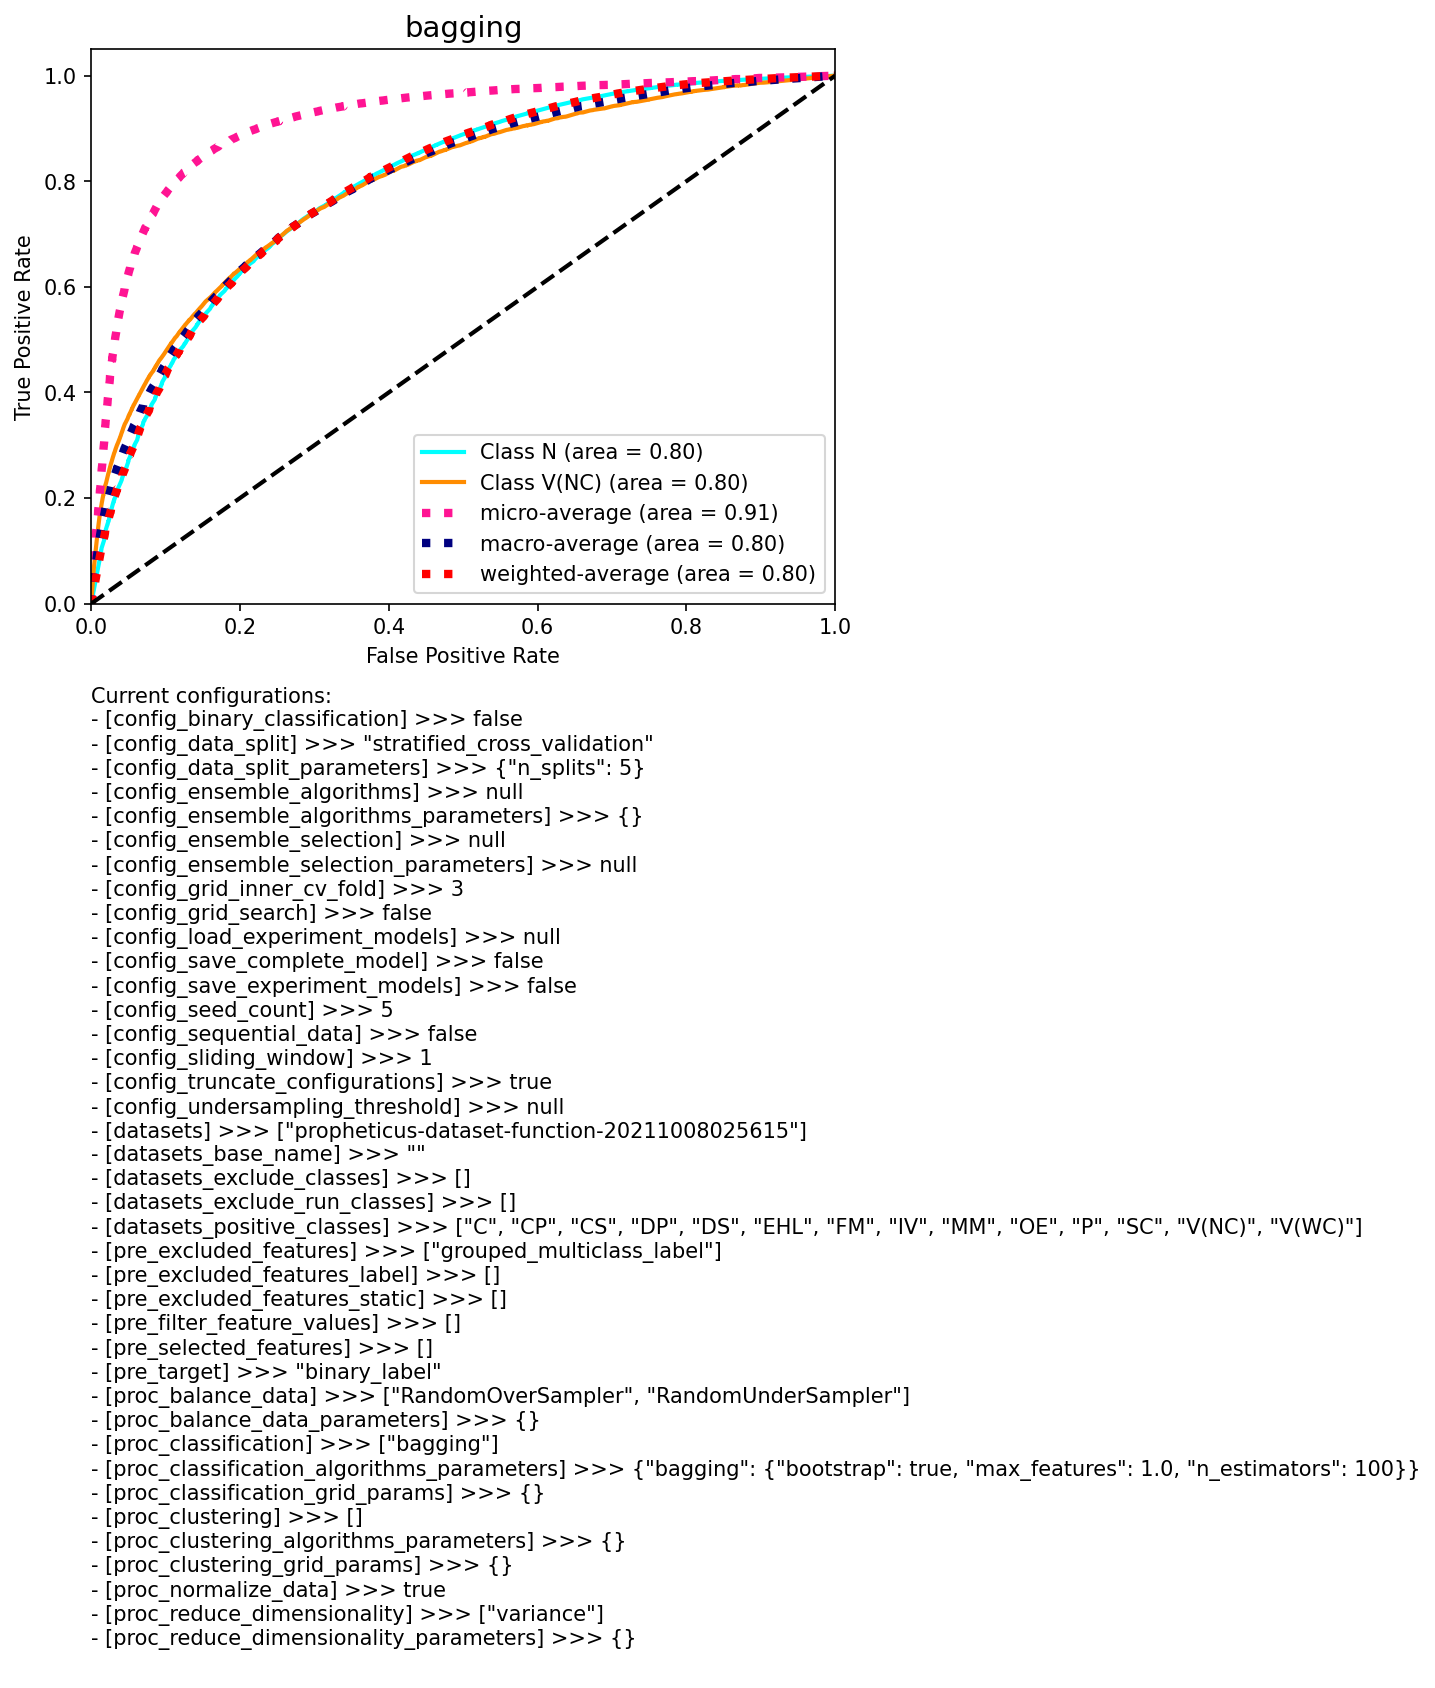 bagging
1.0
0.8
0.6
0.4
0.2
0.0
True Positive Rate
Class N (area = 0.80)
Class V(NC) (area = 0.80)
micro-average (area = 0.91)
macro-average (area = 0.80)
weighted-average (area = 0.80)
0.0 0.2 0.4 0.6 0.8 1.0
False Positive Rate
Current configurations:
- [config_binary_classification] >>> false
- [config_data_split] >>> "stratified_cross_validation"
- [config_data_split_parameters] >>> {"n_splits": 5}
- [config_ensemble_algorithms] >>> null
- [config_ensemble_algorithms_parameters] >>> {}
- [config_ensemble_selection] >>> null
- [config_ensemble_selection_parameters] >>> null
- [config_grid_inner_cv_fold] >>> 3
- [config_grid_search] >>> false
- [config_load_experiment_models] >>> null
- [config_save_complete_model] >>> false
- [config_save_experiment_models] >>> false
- [config_seed_count] >>> 5
- [config_sequential_data] >>> false
- [config_sliding_window] >>> 1
- [config_truncate_configurations] >>> true
- [config_undersampling_threshold] >>> null
- [datasets] >>> ["propheticus-dataset-function-20211008025615"]
- [datasets_base_name] >>> ""
- [datasets_exclude_classes] >>> []
- [datasets_exclude_run_classes] >>> []
- [datasets_positive_classes] >>> ["C", "CP", "CS", "DP", "DS", "EHL", "FM", "IV", "MM", "OE", "P", "SC", "V(NC)", "V(WC)"]
- [pre_excluded_features] >>> ["grouped_multiclass_label"]
- [pre_excluded_features_label] >>> []
- [pre_excluded_features_static] >>> []
- [pre_filter_feature_values] >>> []
- [pre_selected_features] >>> []
- [pre_target] >>> "binary_label"
- [proc_balance_data] >>> ["RandomOverSampler", "RandomUnderSampler"]
- [proc_balance_data_parameters] >>> {}
- [proc_classification] >>> ["bagging"]
- [proc_classification_algorithms_parameters] >>> {"bagging": {"bootstrap": true, "max_features": 1.0, "n_estimators": 100}}
- [proc_classification_grid_params] >>> {}
- [proc_clustering] >>> []
- [proc_clustering_algorithms_parameters] >>> {}
- [proc_clustering_grid_params] >>> {}
- [proc_normalize_data] >>> true
- [proc_reduce_dimensionality] >>> ["variance"]
- [proc_reduce_dimensionality_parameters] >>> {}